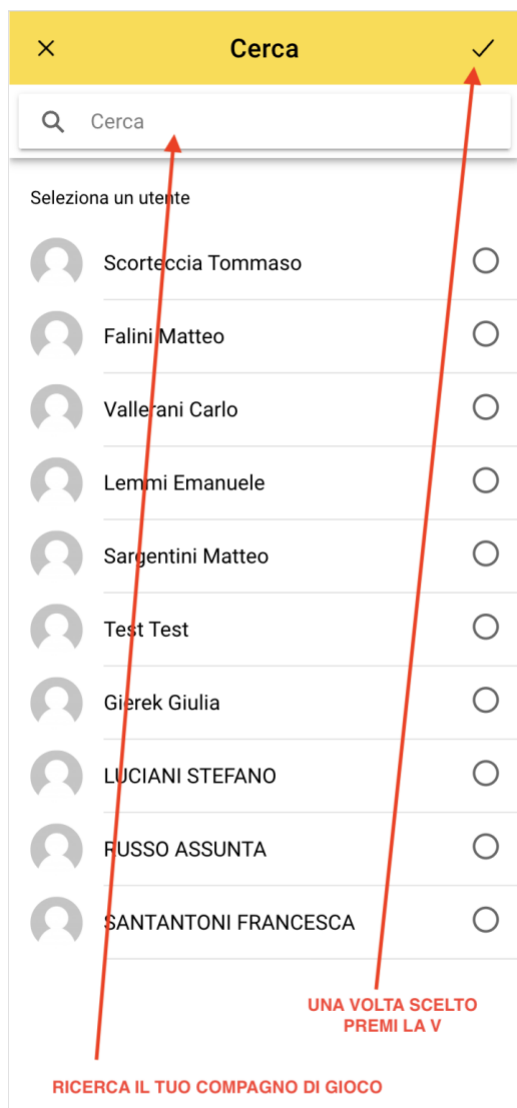 Cerca
Cerca
Seleziona un utente
Scorteccia Tommaso
Falini Matteo
Vallerani Carlo
Lemmi Emanuele
Sargentini Matteo
Test Test
Gierek Giulia
LUCIANI STEFANO
RUSSO ASSUNTA
SANTANTONI FRANCESCA
UNA VOLTA SCELTO
PREMI LA V
RICERCA IL TUO COMPAGNO DI GIOCO